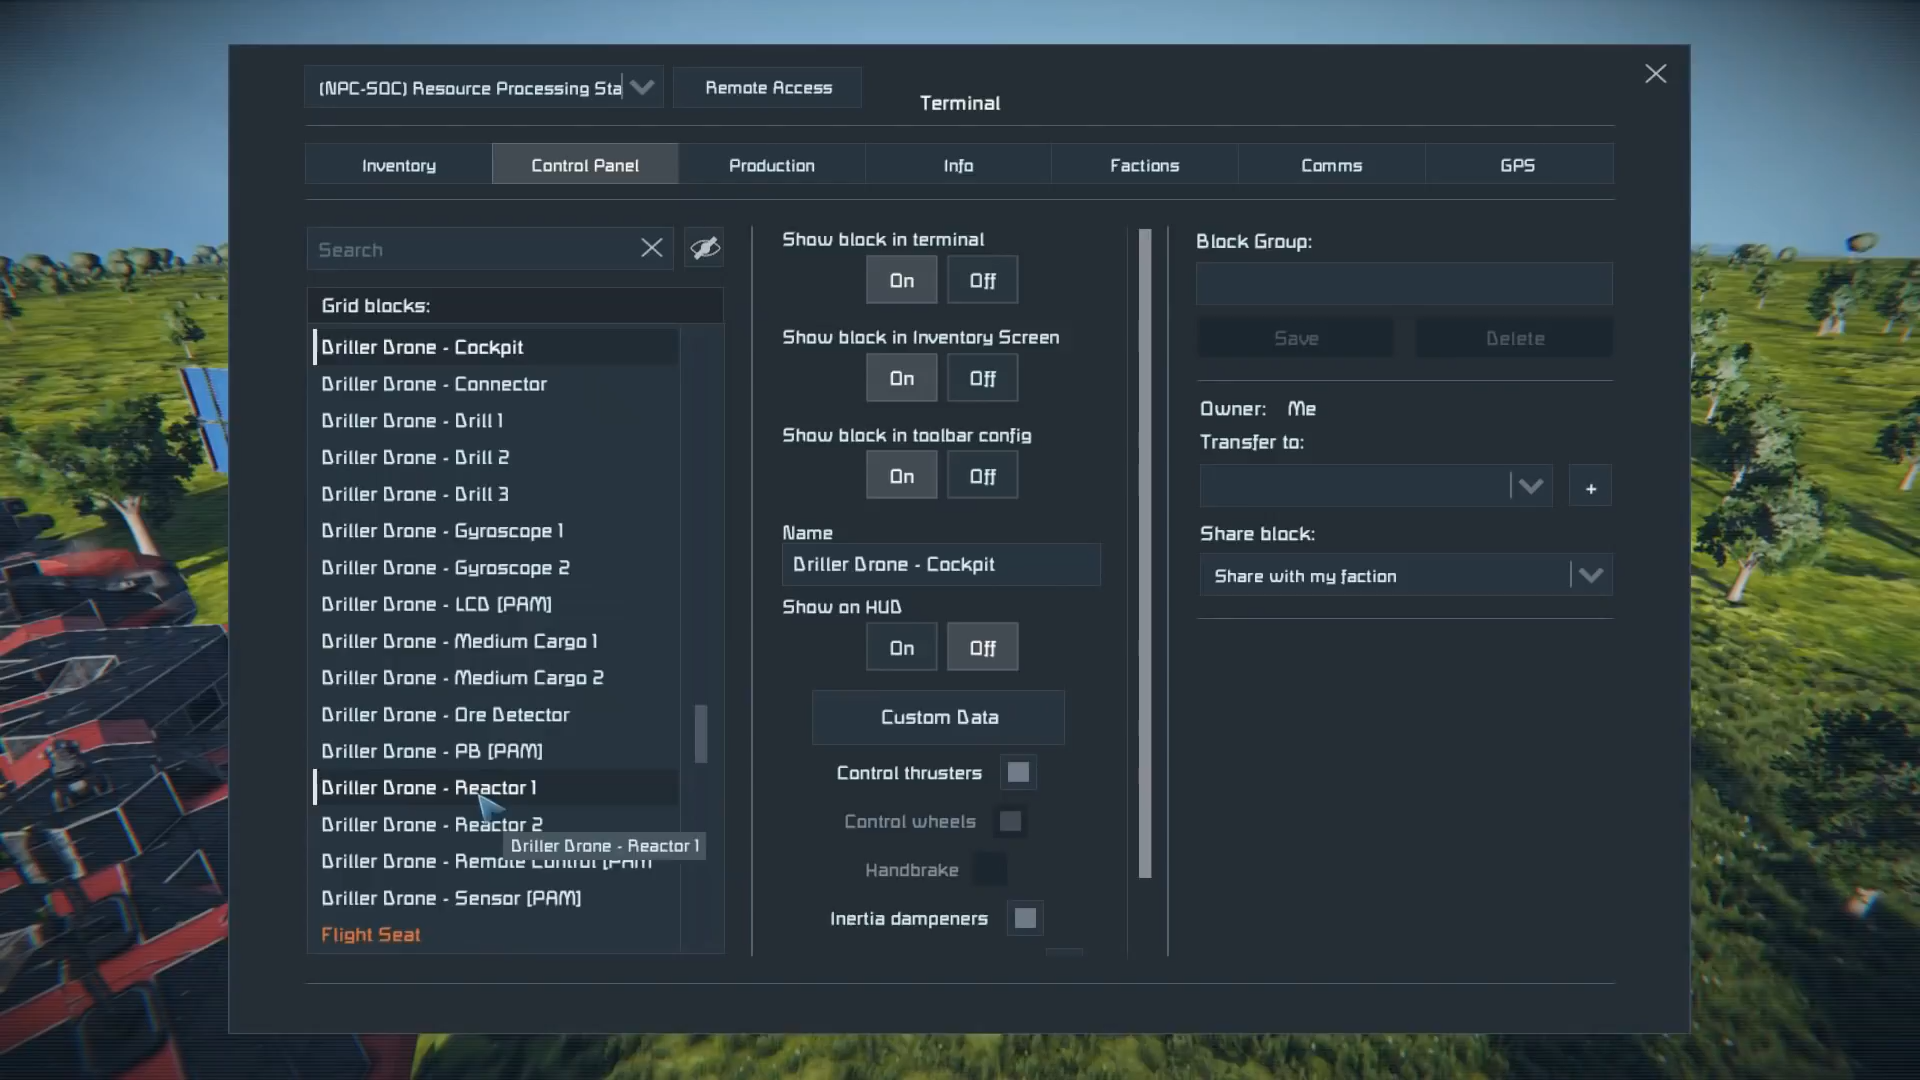 (NPC-SOC) Resource Processing Sta
Remote Access
Terminal
Inventory
Control Panel
Production
Info
Factions
Comms
GPS
Search
Grid blocks:
Driller Drone - Cockpit
Driller Drone - Connector
Driller Drone - Drill 1
Driller Drone - Drill 2
Driller Drone - Drill 3
Driller Drone - Gyroscope 1
Driller Drone - Gyroscope 2
Driller Drone - LCD [PAM]
Driller Drone - Medium Cargo 1
Driller Drone - Medium Cargo 2
Driller Drone - Ore Detector
Driller Drone - PB [PAM]
Driller Drone - Reactor 1
Driller Drone - Reactor 2
Driller Drone - Reactor 1
Driller Drone - Remote Control [PAM
Driller Drone - Sensor [PAM]
Flight Seat
Show block in terminal
On
Off
Show block in Inventory Screen
On
Off
Show block in toolbar config
On
Off
Name
Driller Drone - Cockpit
Show on HUD
On
Off
Custom Data
Control thrusters
Control wheels
Handbrake
Inertia dampeners
Block Group:
Save
Delete
Owner: Me
Transfer to:
+
Share block:
Share with my faction